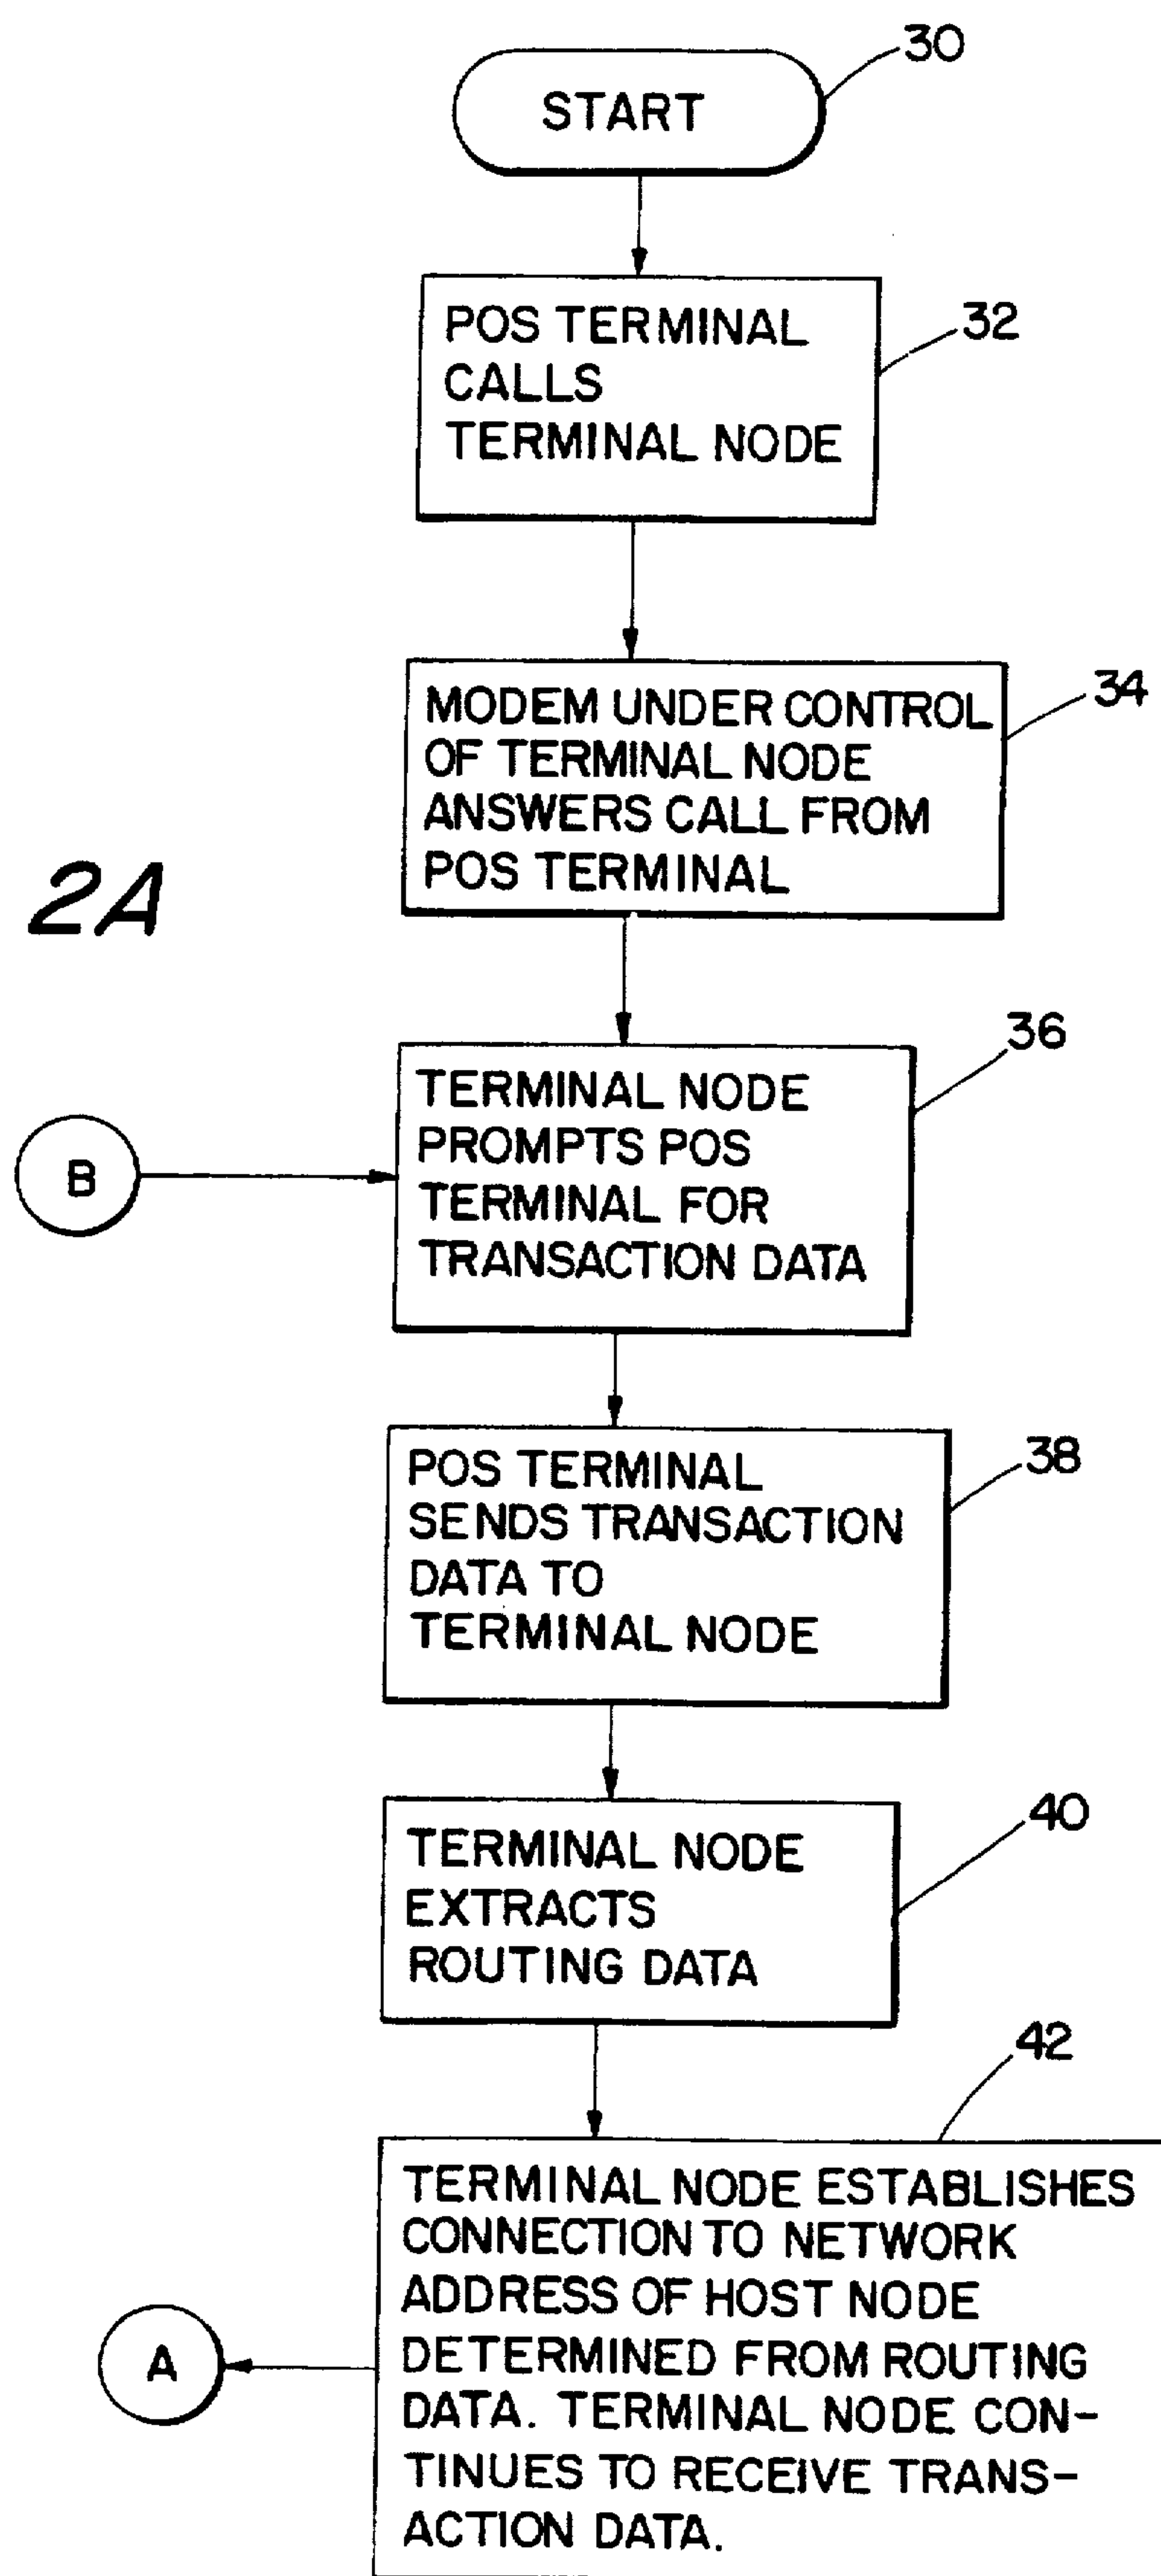 START
30
POS TERMINAL
CALLS
TERMINAL NODE
32
MODEM UNDER CONTROL
OF TERMINAL NODE
ANSWERS CALL FROM
POS TERMINAL
34
2A
TERMINAL NODE
PROMPTS POS
TERMINAL FOR
TRANSACTION DATA
36
B
POS TERMINAL
SENDS TRANSACTION
DATA TO
TERMINAL NODE
38
TERMINAL NODE
EXTRACTS
ROUTING DATA
40
42
TERMINAL NODE ESTABLISHES
CONNECTION TO NETWORK
ADDRESS OF HOST NODE
DETERMINED FROM ROUTING
DATA. TERMINAL NODE CON-
TINUES TO RECEIVE TRANS-
ACTION DATA.
A